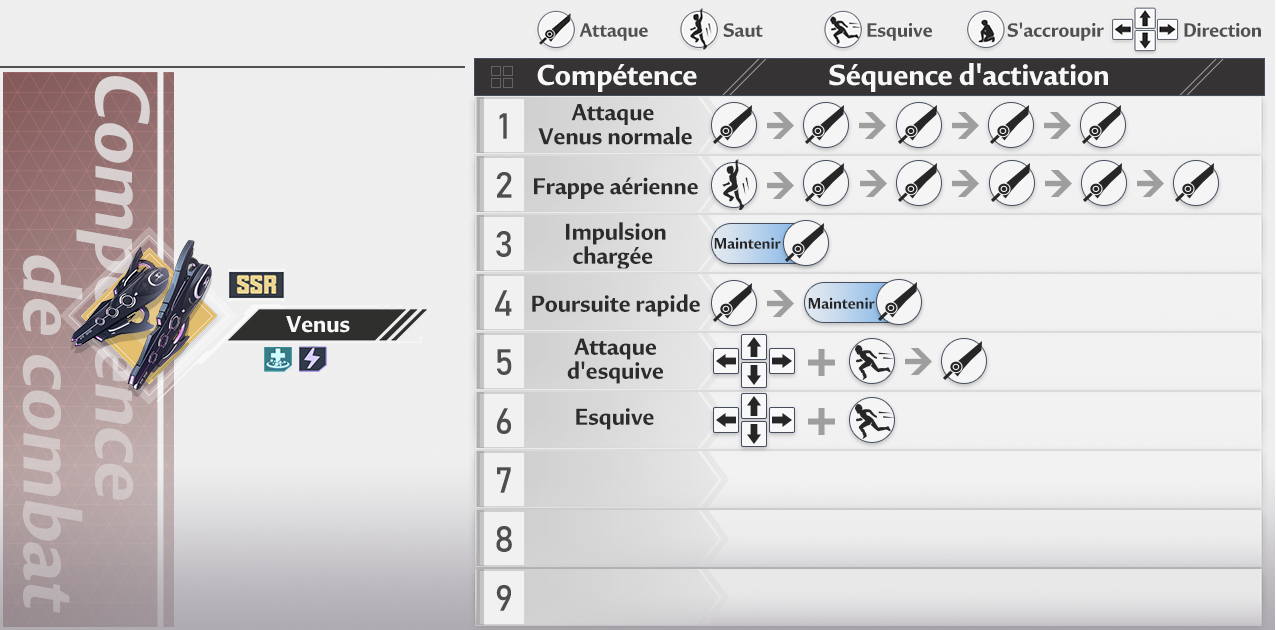 Attaque
Saut
Esquive
S'accroupir
Direction
Compétence
Séquence d'activation
Compétence
de combat
SSR
Venus
1
Attaque
Venus normale
2
Frappe aérienne
3
Impulsion
chargée
Maintenir
4
Poursuite rapide
Maintenir
5
Attaque
d'esquive
6
Esquive
7
8
9